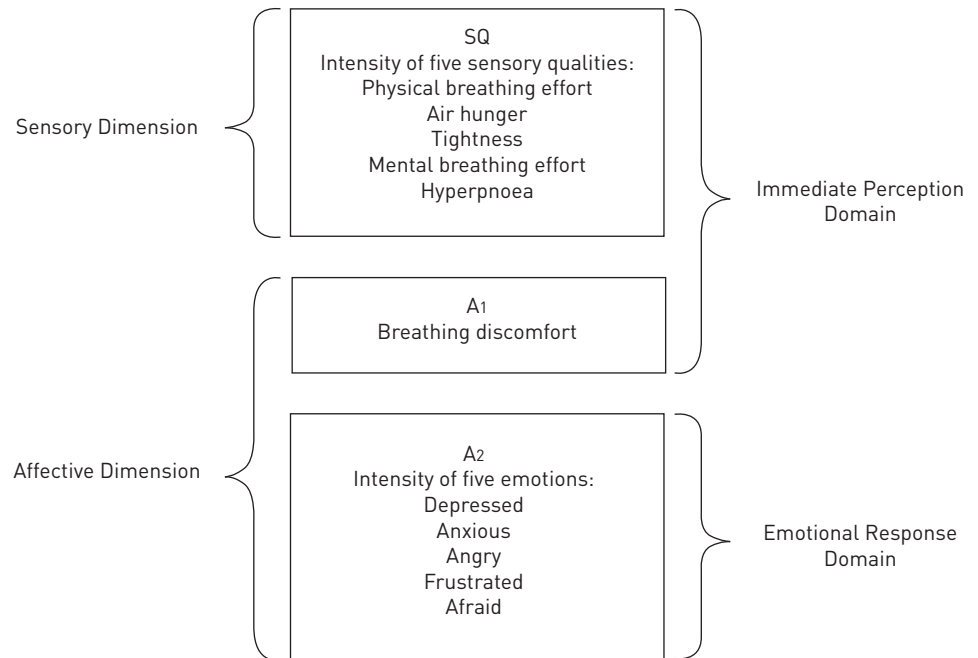 Sensory Dimension
SQ
Intensity of five sensory qualities:
Physical breathing effort
Air hunger
Tightness
Mental breathing effort
Hyperpnoea
Immediate Perception
Domain
A1
Breathing discomfort
Affective Dimension
A2
Intensity of five emotions:
Depressed
Anxious
Angry
Frustrated
Afraid
Emotional Response
Domain